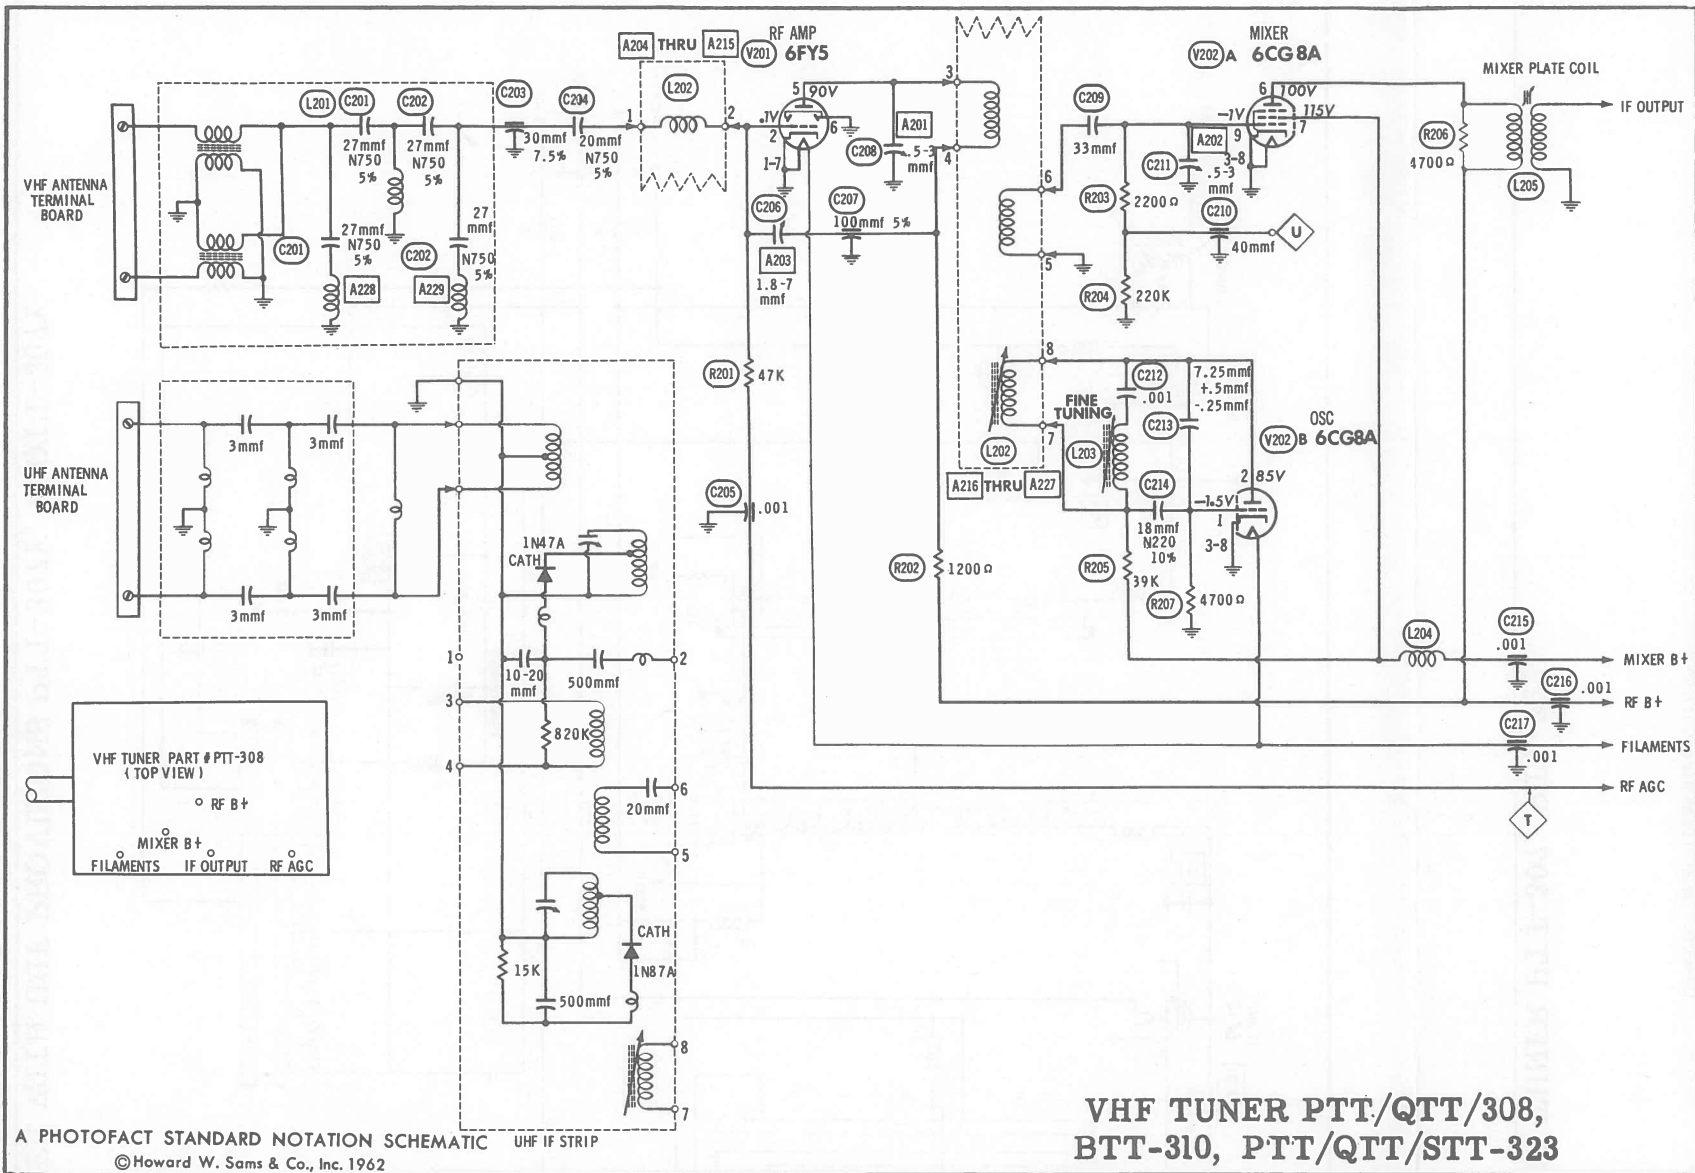 A204 THRU A215
V201
RF AMP
6FY5
L202
V202 A
MIXER
6CG8A
MIXER PLATE COIL
VHF ANTENNA
TERMINAL
BOARD
L201
C201
27mmf
N750
5%
C202
27mmf
N750
5%
C203
30mmf
7.5%
C204
20mmf
N750
5%
1
2
5
90V
.1V
2
6
1-7
C208
A201
.5-3
mmf
3
4
C209
33mmf
6
100V
115V
-1V
7
9
3-8
A202
C211
.5-3
mmf
R206
4700Ω
IF OUTPUT
L205
C201
27mmf
N750
5%
A228
C202
A229
27
mmf
N750
5%
C206
A203
1.8-7
mmf
C207
100mmf 5%
6
5
R203
2200Ω
C210
40mmf
U
R204
220K
UHF ANTENNA
TERMINAL
BOARD
3mmf
3mmf
3mmf
3mmf
R201
47K
8
7
L202
A216 THRU A227
FINE
TUNING
L203
C212
.001
C213
7.25mmf
+.5mmf
-.25mmf
OSC
V202 B 6CG8A
2
85V
-1.5V
1
3-8
C214
18mmf
N220
10%
C205
.001
R202
1200Ω
R205
39K
R207
4700Ω
1N47A
CATH
1
2
10-20
mmf
500mmf
3
820K
4
6
20mmf
5
CATH
1N87A
15K
500mmf
8
7
L204
C215
.001
MIXER B+
C216
.001
RF B+
C217
.001
FILAMENTS
RF AGC
T
VHF TUNER PART #PTT-308
(TOP VIEW)
RF B+
MIXER B+
FILAMENTS
IF OUTPUT
RF AGC
VHF TUNER PTT/QTT/308,
BTT-310, PTT/QTT/STT-323
A PHOTOFACT STANDARD NOTATION SCHEMATIC
UHF IF STRIP
©Howard W. Sams & Co., Inc. 1962